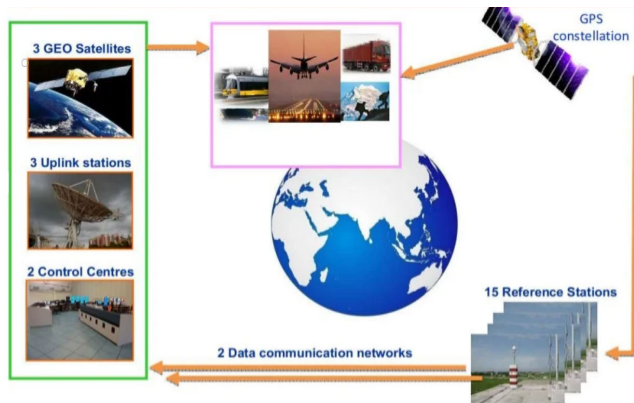 3 GEO Satellites
GPS
constellation
3 Uplink stations
2 Control Centres
15 Reference Stations
2 Data communication networks